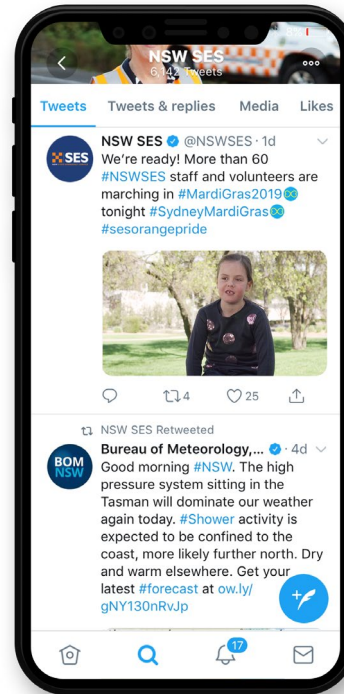 NSW SES
6,142 Tweets
Tweets Tweets & replies Media Likes
NSW SES @NSWSES · 1d
SES
We're ready! More than 60
#NSWSES staff and volunteers are
marching in #MardiGras2019
tonight #SydneyMardiGras
#sesorangepride
4 25
NSW SES Retweeted
Bureau of Meteorology,... · 4d
BOM
NSW
Good morning #NSW. The high
pressure system sitting in the
Tasman will dominate our weather
again today. #Shower activity is
expected to be confined to the
coast, more likely further north. Dry
and warm elsewhere. Get your
latest #forecast at ow.ly/
gNY130nRvJp
17